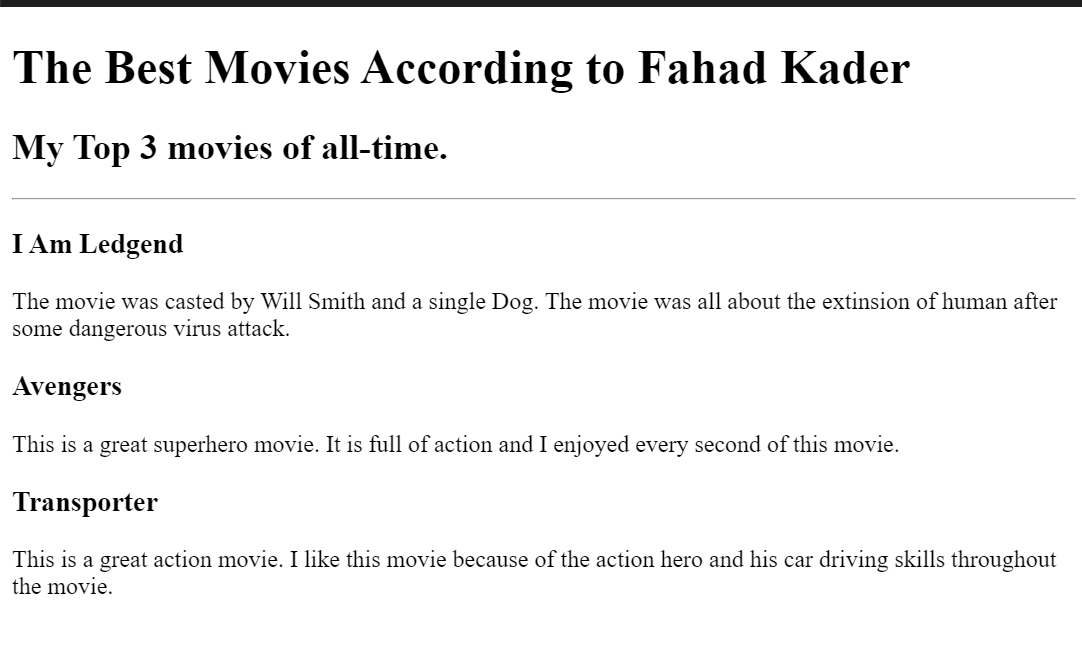 The Best Movies According to Fahad Kader
My Top 3 movies of all-time.
I Am Ledgend
The movie was casted by Will Smith and a single Dog. The movie was all about the extinsion of human after
some dangerous virus attack.
Avengers
This is a great superhero movie. It is full of action and I enjoyed every second of this movie.
Transporter
This is a great action movie. I like this movie because of the action hero and his car driving skills throughout
the movie.